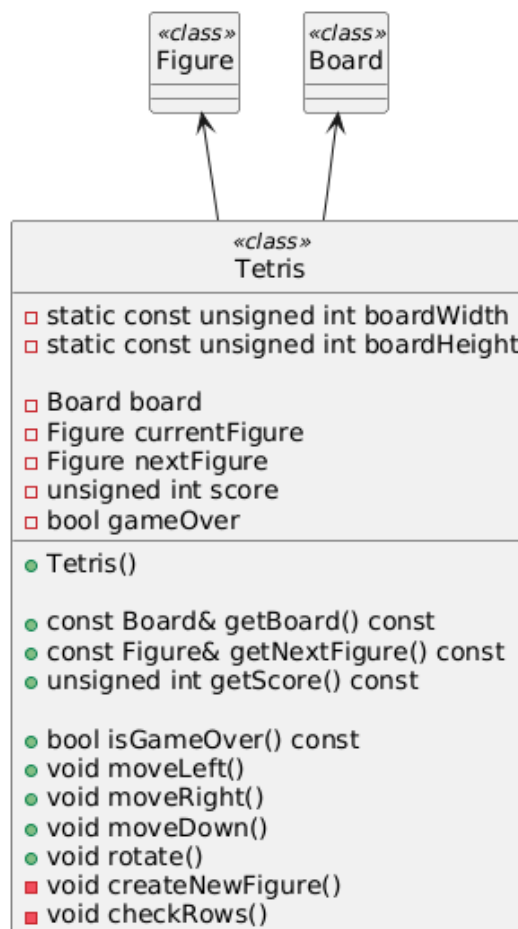 «class»
Figure
«class»
Board
«class»
Tetris
static const unsigned int boardWidth
static const unsigned int boardHeight
Board board
Figure currentFigure
Figure nextFigure
unsigned int score
bool gameOver
Tetris()
const Board& getBoard() const
const Figure& getNextFigure() const
unsigned int getScore() const
bool isGameOver() const
void moveLeft()
void moveRight()
void moveDown()
void rotate()
void createNewFigure()
void checkRows()